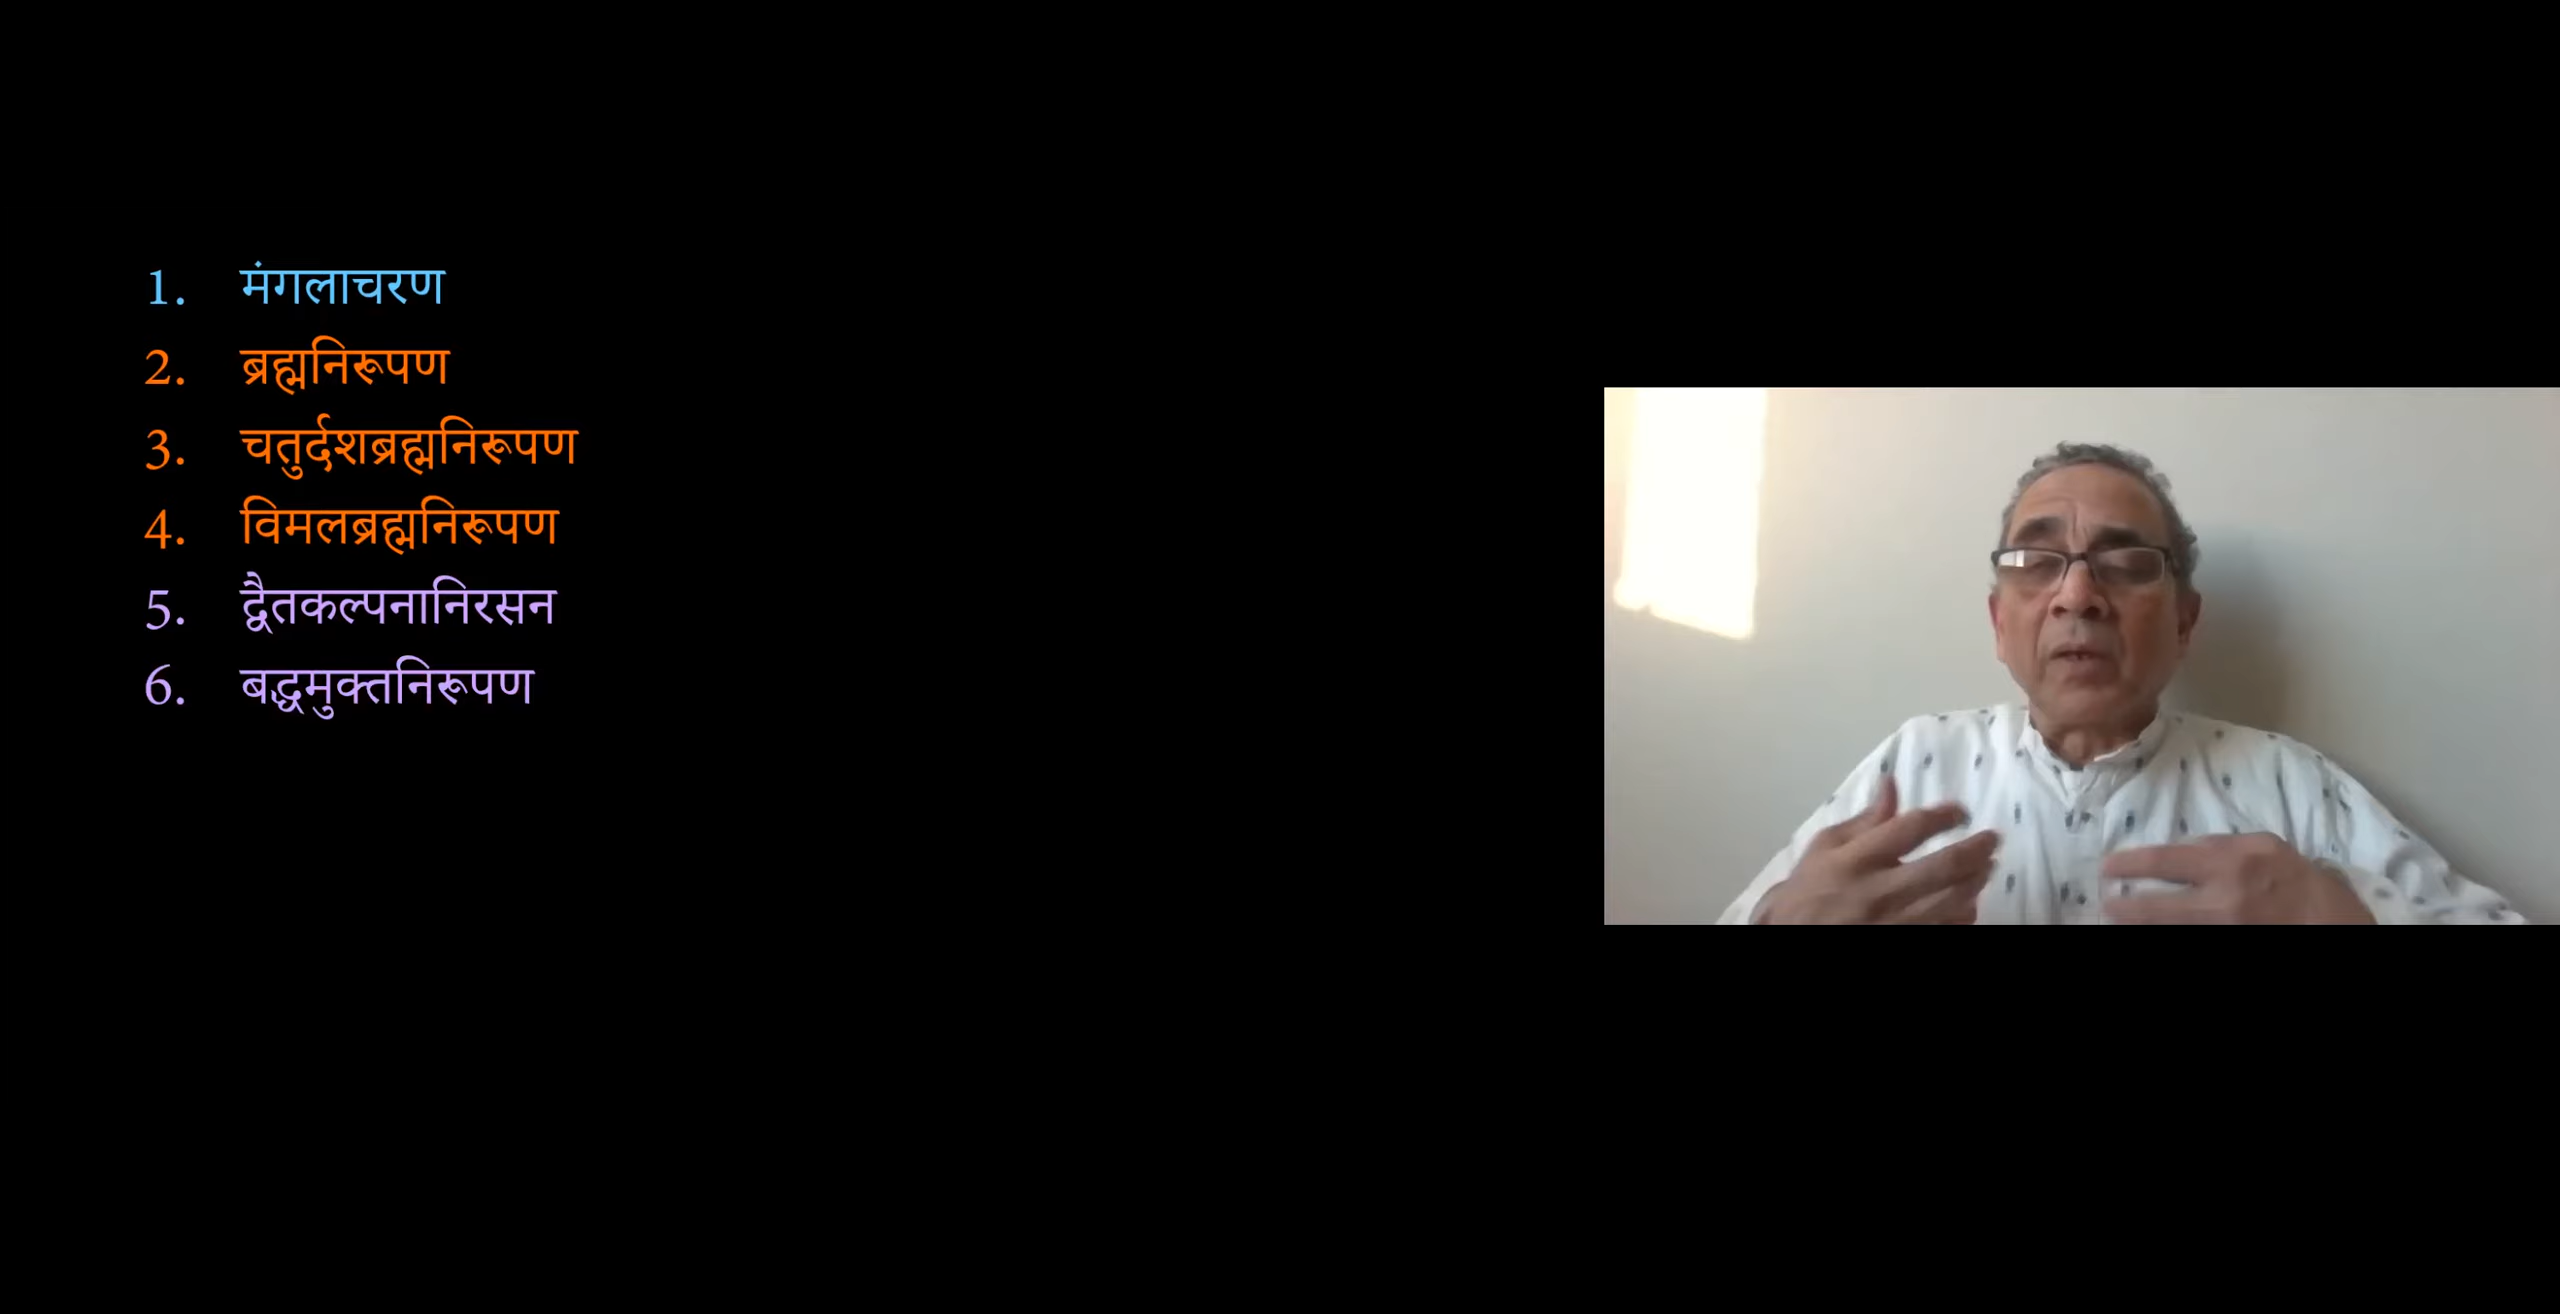 1. मंगलाचरण
2. ब्रह्मनिरूपण
3. चतुर्दशब्रह्मनिरूपण
4. विमलब्रह्मनिरूपण
5. द्वैतकल्पनानिरसन
6. बद्धमुक्तनिरूपण